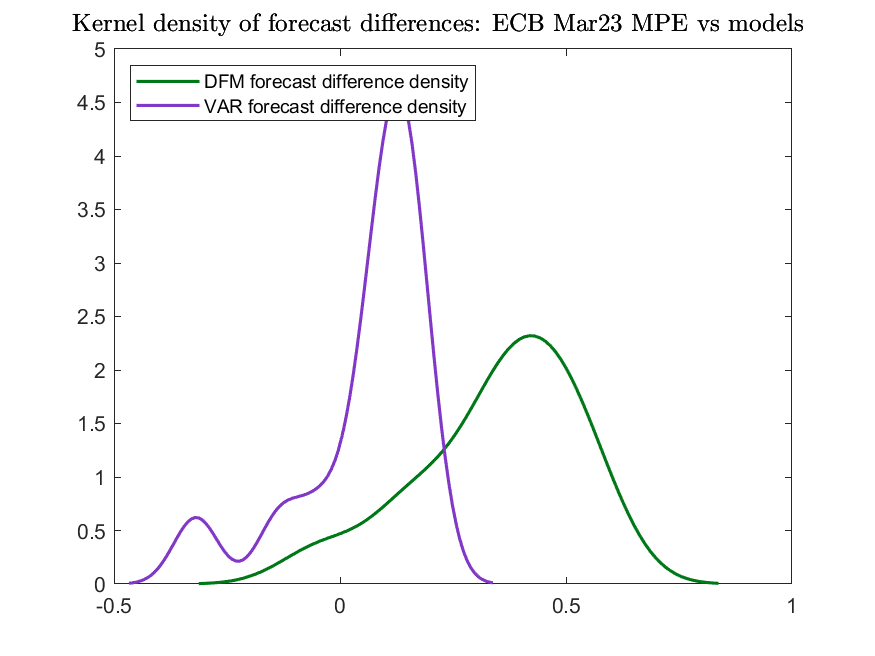 Kernel density of forecast differences: ECB Mar23 MPE vs models
5
4.5
4
3.5
3
2.5
2
1.5
1
0.5
0
DFM forecast difference density
VAR forecast difference density
-0.5 0 0.5 1